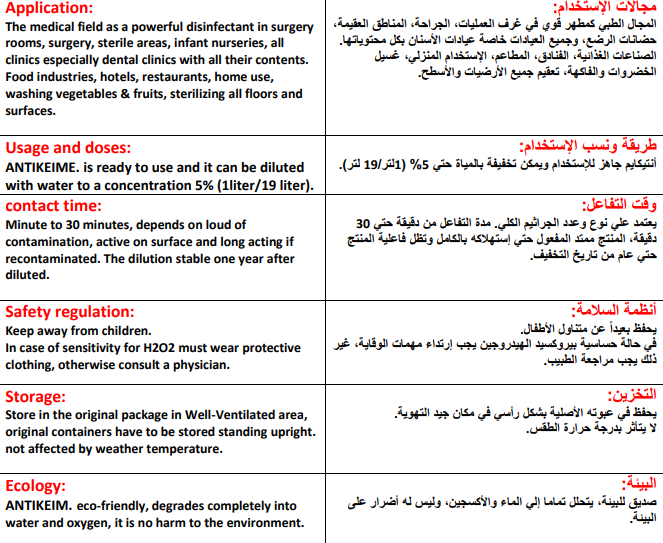 Application:
The medical field as a powerful disinfectant in surgery
rooms, surgery, sterile areas, infant nurseries, all
clinics especially dental clinics with all their contents.
Food industries, hotels, restaurants, home use,
washing vegetables & fruits, sterilizing all floors and
surfaces.
مجالات الإستخدام:
المجال الطبي كمطهر قوي في غرف العمليات، الجراحة، المناطق العقيمة،
حضانات الرضع، وجميع العيادات خاصة عيادات الأسنان بكل محتوياتها.
الصناعات الغذائية، الفنادق، المطاعم، الإستخدام المنزلي، غسيل
الخضروات والفاكهة، تعقيم جميع الأرضيات والأسطح.
Usage and doses:
ANTIKEIME. is ready to use and it can be diluted
with water to a concentration 5% (1liter/19 liter).
طريقة ونسب الإستخدام:
أنتيكايم جاهز للإستخدام ويمكن تخفيفة بالمياة حتي 5% (1لتر/19 لتر).
contact time:
Minute to 30 minutes, depends on loud of
contamination, active on surface and long acting if
recontaminated. The dilution stable one year after
diluted.
وقت التفاعل:
يعتمد علي نوع وعدد الجراثيم الكلي. مدة التفاعل من دقيقة حتي 30
دقيقة، المنتج ممتد المفعول حتي إستهلاكه بالكامل وتظل فاعلية المنتج
حتي عام من تاريخ التخفيف.
Safety regulation:
Keep away from children.
In case of sensitivity for H2O2 must wear protective
clothing, otherwise consult a physician.
أنظمة السلامة:
يحفظ بعيداً عن متناول الأطفال.
في حالة حساسية بيروكسيد الهيدروجين يجب إرتداء مهمات الوقاية، غير
ذلك يجب مراجعة الطبيب.
Storage:
Store in the original package in Well-Ventilated area,
original containers have to be stored standing upright.
not affected by weather temperature.
التخزين:
يحفظ في عبوته الأصلية بشكل رأسي في مكان جيد التهوية.
لا يتأثر بدرجة حرارة الطقس.
Ecology:
ANTIKEIM. eco-friendly, degrades completely into
water and oxygen, it is no harm to the environment.
البيئة:
صديق للبيئة، يتحلل تماما إلي الماء والأكسجين، وليس له أضرار على
البيئة.